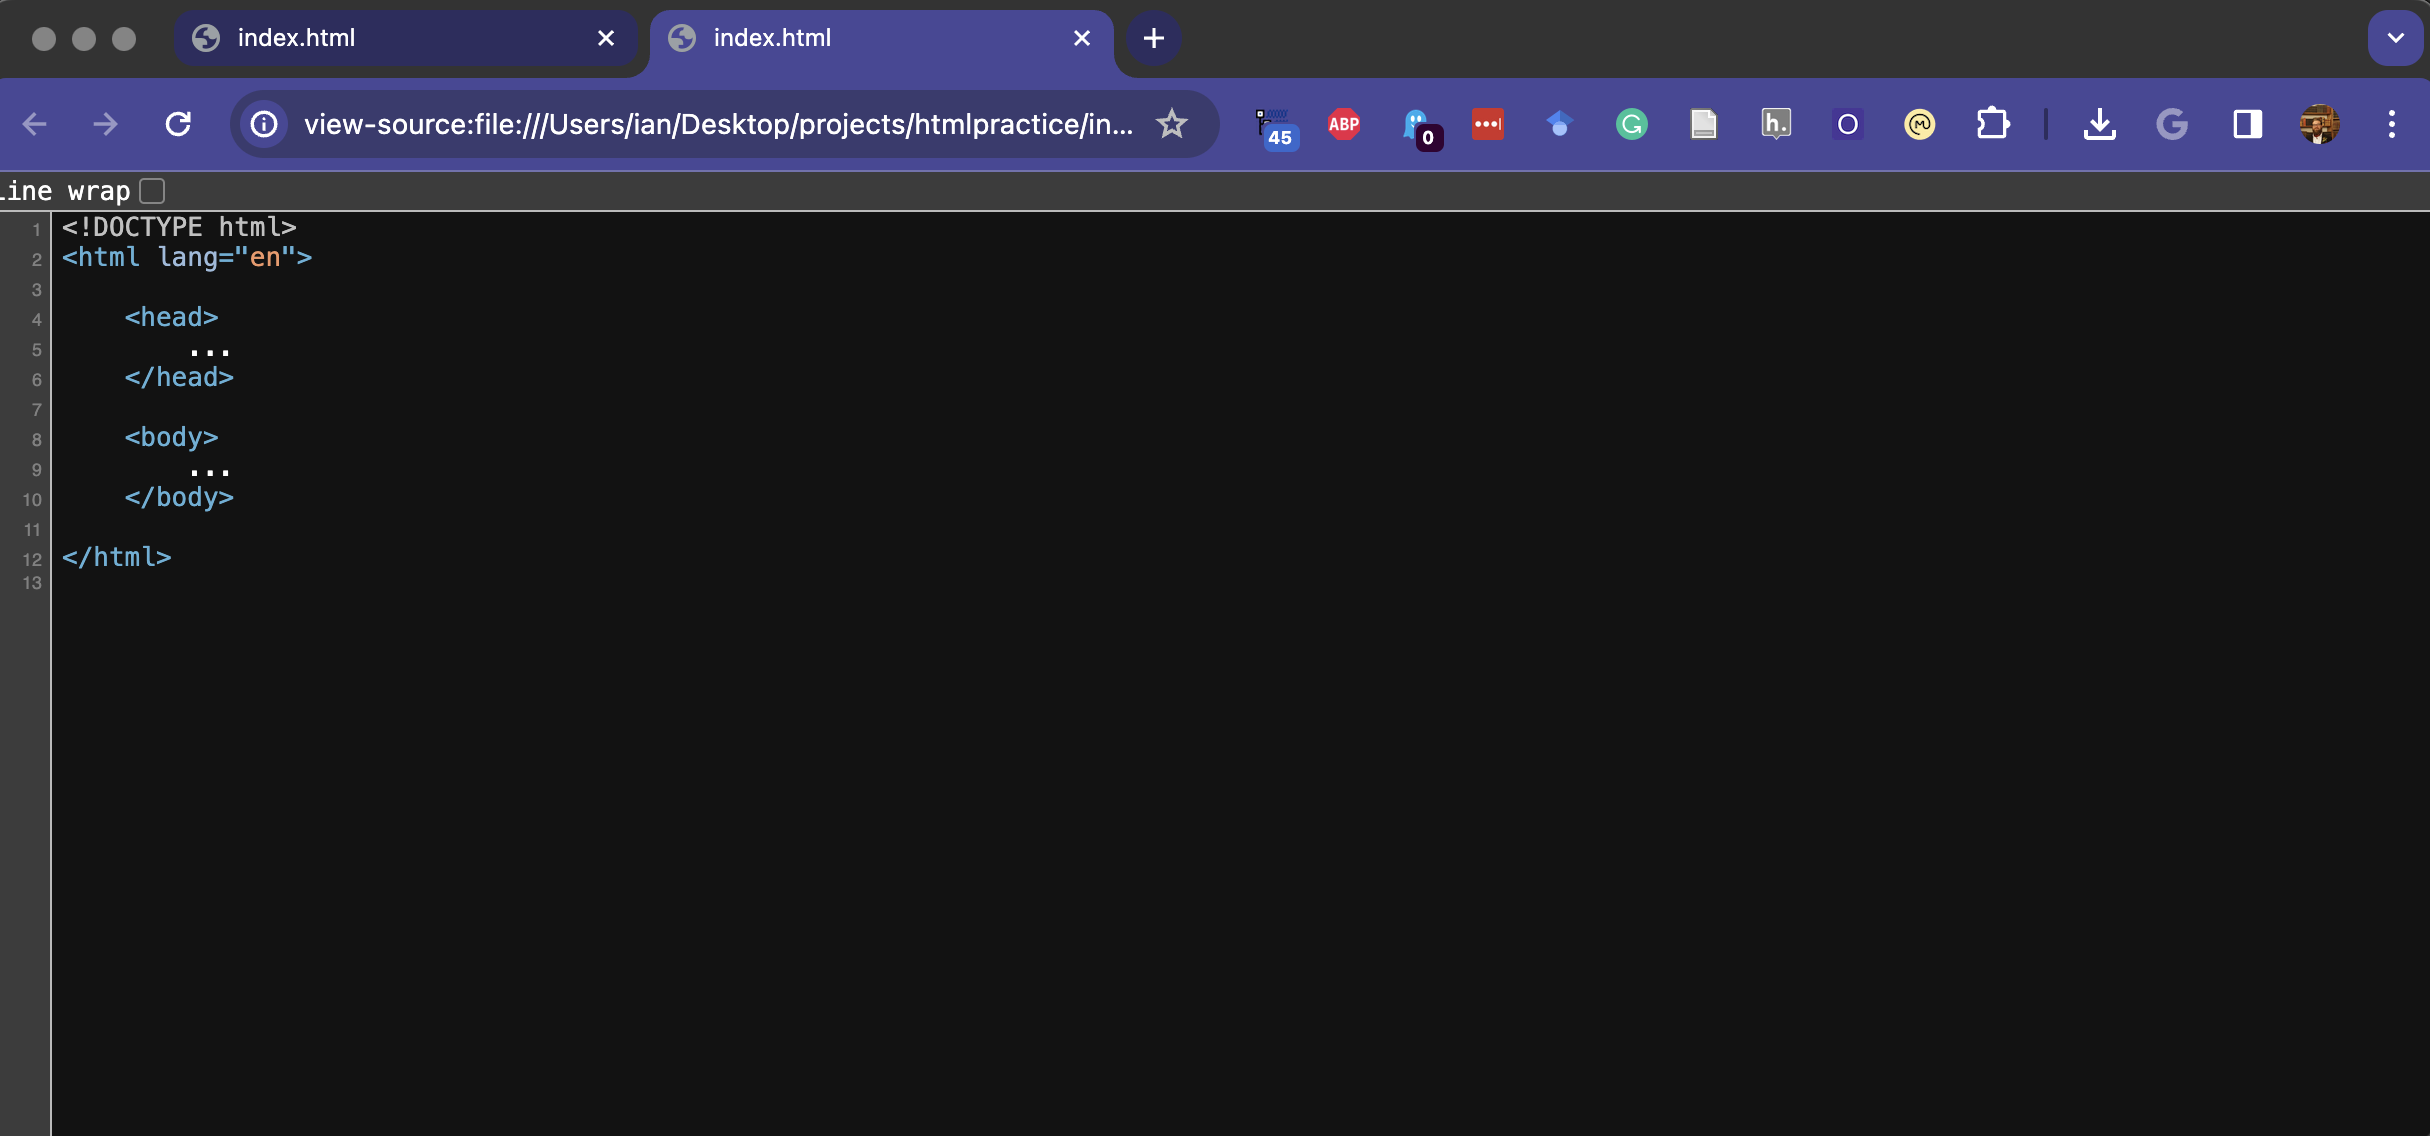 index.html
index.html
view-source:file:///Users/ian/Desktop/projects/htmlpractice/in...
45
ABP
0
G
h.
O
G
Line wrap
1 <!DOCTYPE html>
2 <html lang="en">
3
4     <head>
5         ...
6     </head>
7
8     <body>
9         ...
10     </body>
11
12 </html>
13